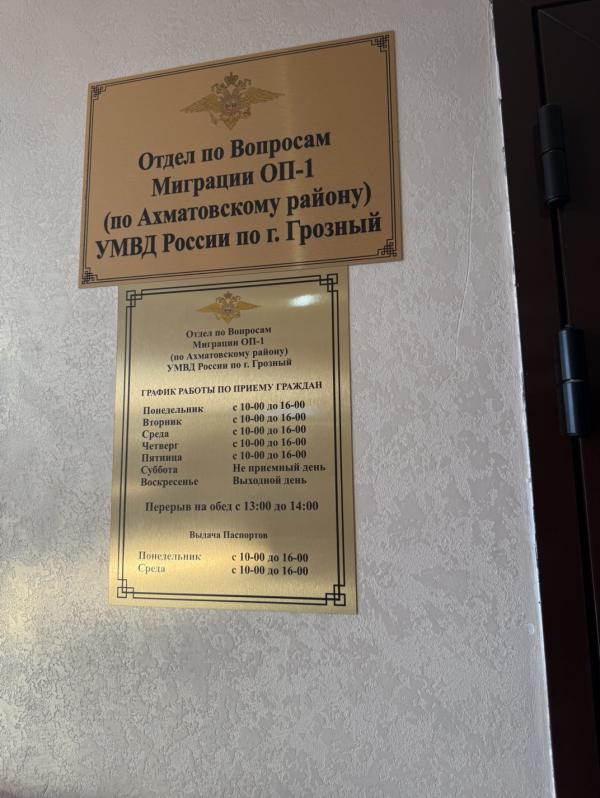 Отдел по Вопросам
Миграции ОП-1
(по Ахматовскому району)
УМВД России по г. Грозный
Отдел по Вопросам
Миграции ОП-1
(по Ахматовскому району)
УМВД России по г. Грозный
ГРАФИК РАБОТЫ ПО ПРИЕМУ ГРАЖДАН
Понедельник с 10-00 до 16-00
Вторник с 10-00 до 16-00
Среда с 10-00 до 16-00
Четверг с 10-00 до 16-00
Пятница с 10-00 до 16-00
Суббота Не приемный день
Воскресенье Выходной день
Перерыв на обед с 13:00 до 14:00
Выдача Паспортов
Понедельник с 10-00 до 16-00
Среда с 10-00 до 16-00